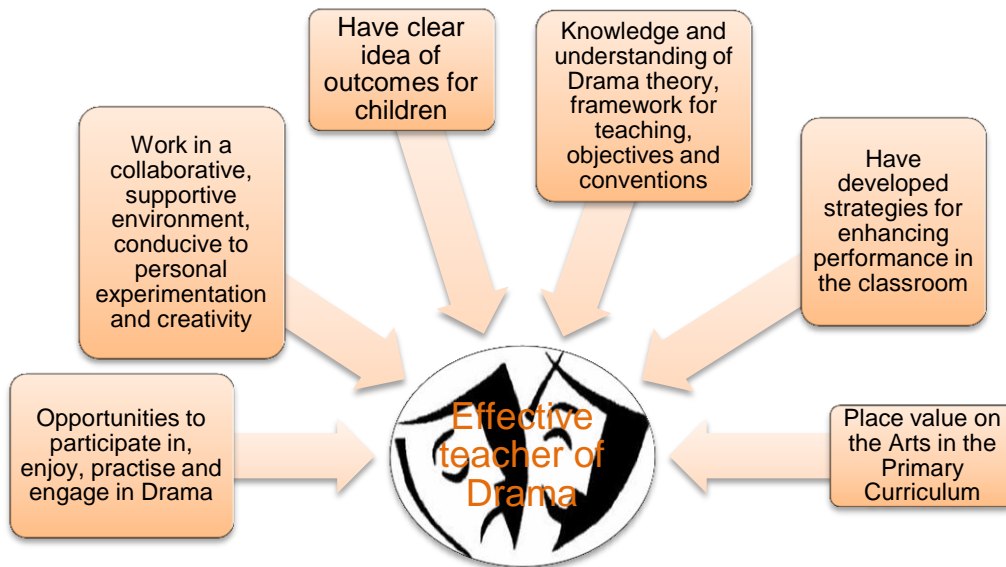 Opportunities to
participate in,
enjoy, practise and
engage in Drama
Work in a
collaborative,
supportive
environment,
conducive to
personal
experimentation
and creativity
Have clear
idea of
outcomes for
children
Knowledge and
understanding of
Drama theory,
framework for
teaching,
objectives and
conventions
Have
developed
strategies for
enhancing
performance in
the classroom
Place value on
the Arts in the
Primary
Curriculum
Effective
teacher of
Drama